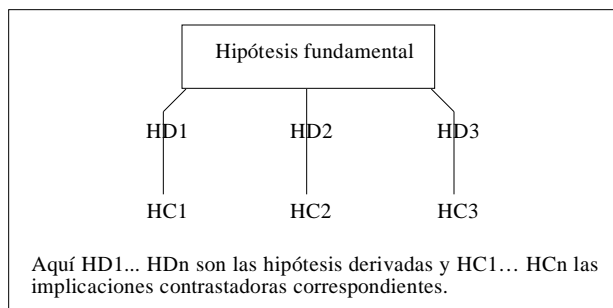 Hipótesis fundamental
HD1 HD2 HD3
HC1 HC2 HC3
Aquí HD1... HDn son las hipótesis derivadas y HC1… HCn las
implicaciones contrastadoras correspondientes.